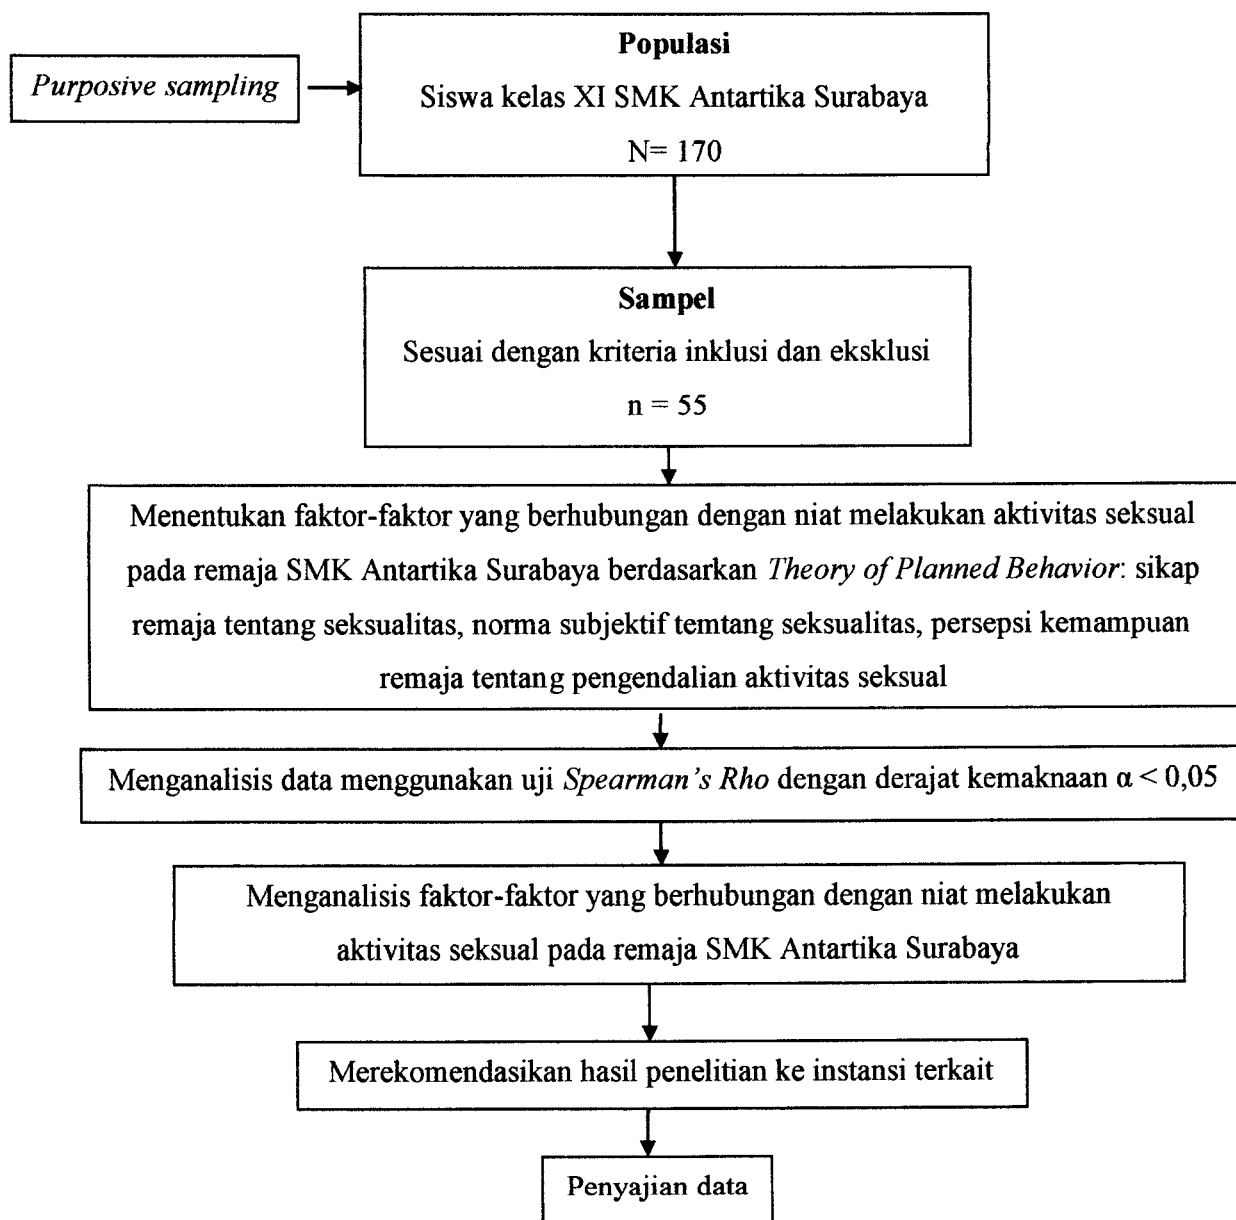 Populasi
Purposive sampling
Siswa kelas XI SMK Antartika Surabaya
N= 170
Sampel
Sesuai dengan kriteria inklusi dan eksklusi
n = 55
Menentukan faktor-faktor yang berhubungan dengan niat melakukan aktivitas seksual
pada remaja SMK Antartika Surabaya berdasarkan Theory of Planned Behavior: sikap
remaja tentang seksualitas, norma subjektif temtang seksualitas, persepsi kemampuan
remaja tentang pengendalian aktivitas seksual
Menganalisis data menggunakan uji Spearman’s Rho dengan derajat kemaknaan α < 0,05
Menganalisis faktor-faktor yang berhubungan dengan niat melakukan
aktivitas seksual pada remaja SMK Antartika Surabaya
Merekomendasikan hasil penelitian ke instansi terkait
Penyajian data